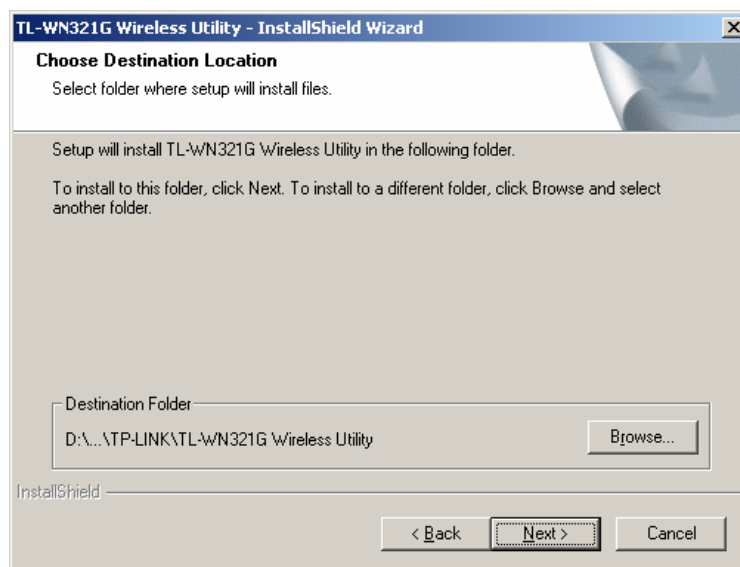 TL-WN321G Wireless Utility - InstallShield Wizard
Choose Destination Location
Select folder where setup will install files.
Setup will install TL-WN321G Wireless Utility in the following folder.
To install to this folder, click Next. To install to a different folder, click Browse and select
another folder.
Destination Folder
D:\...\TP-LINK\TL-WN321G Wireless Utility
Browse...
InstallShield
< Back
Next >
Cancel